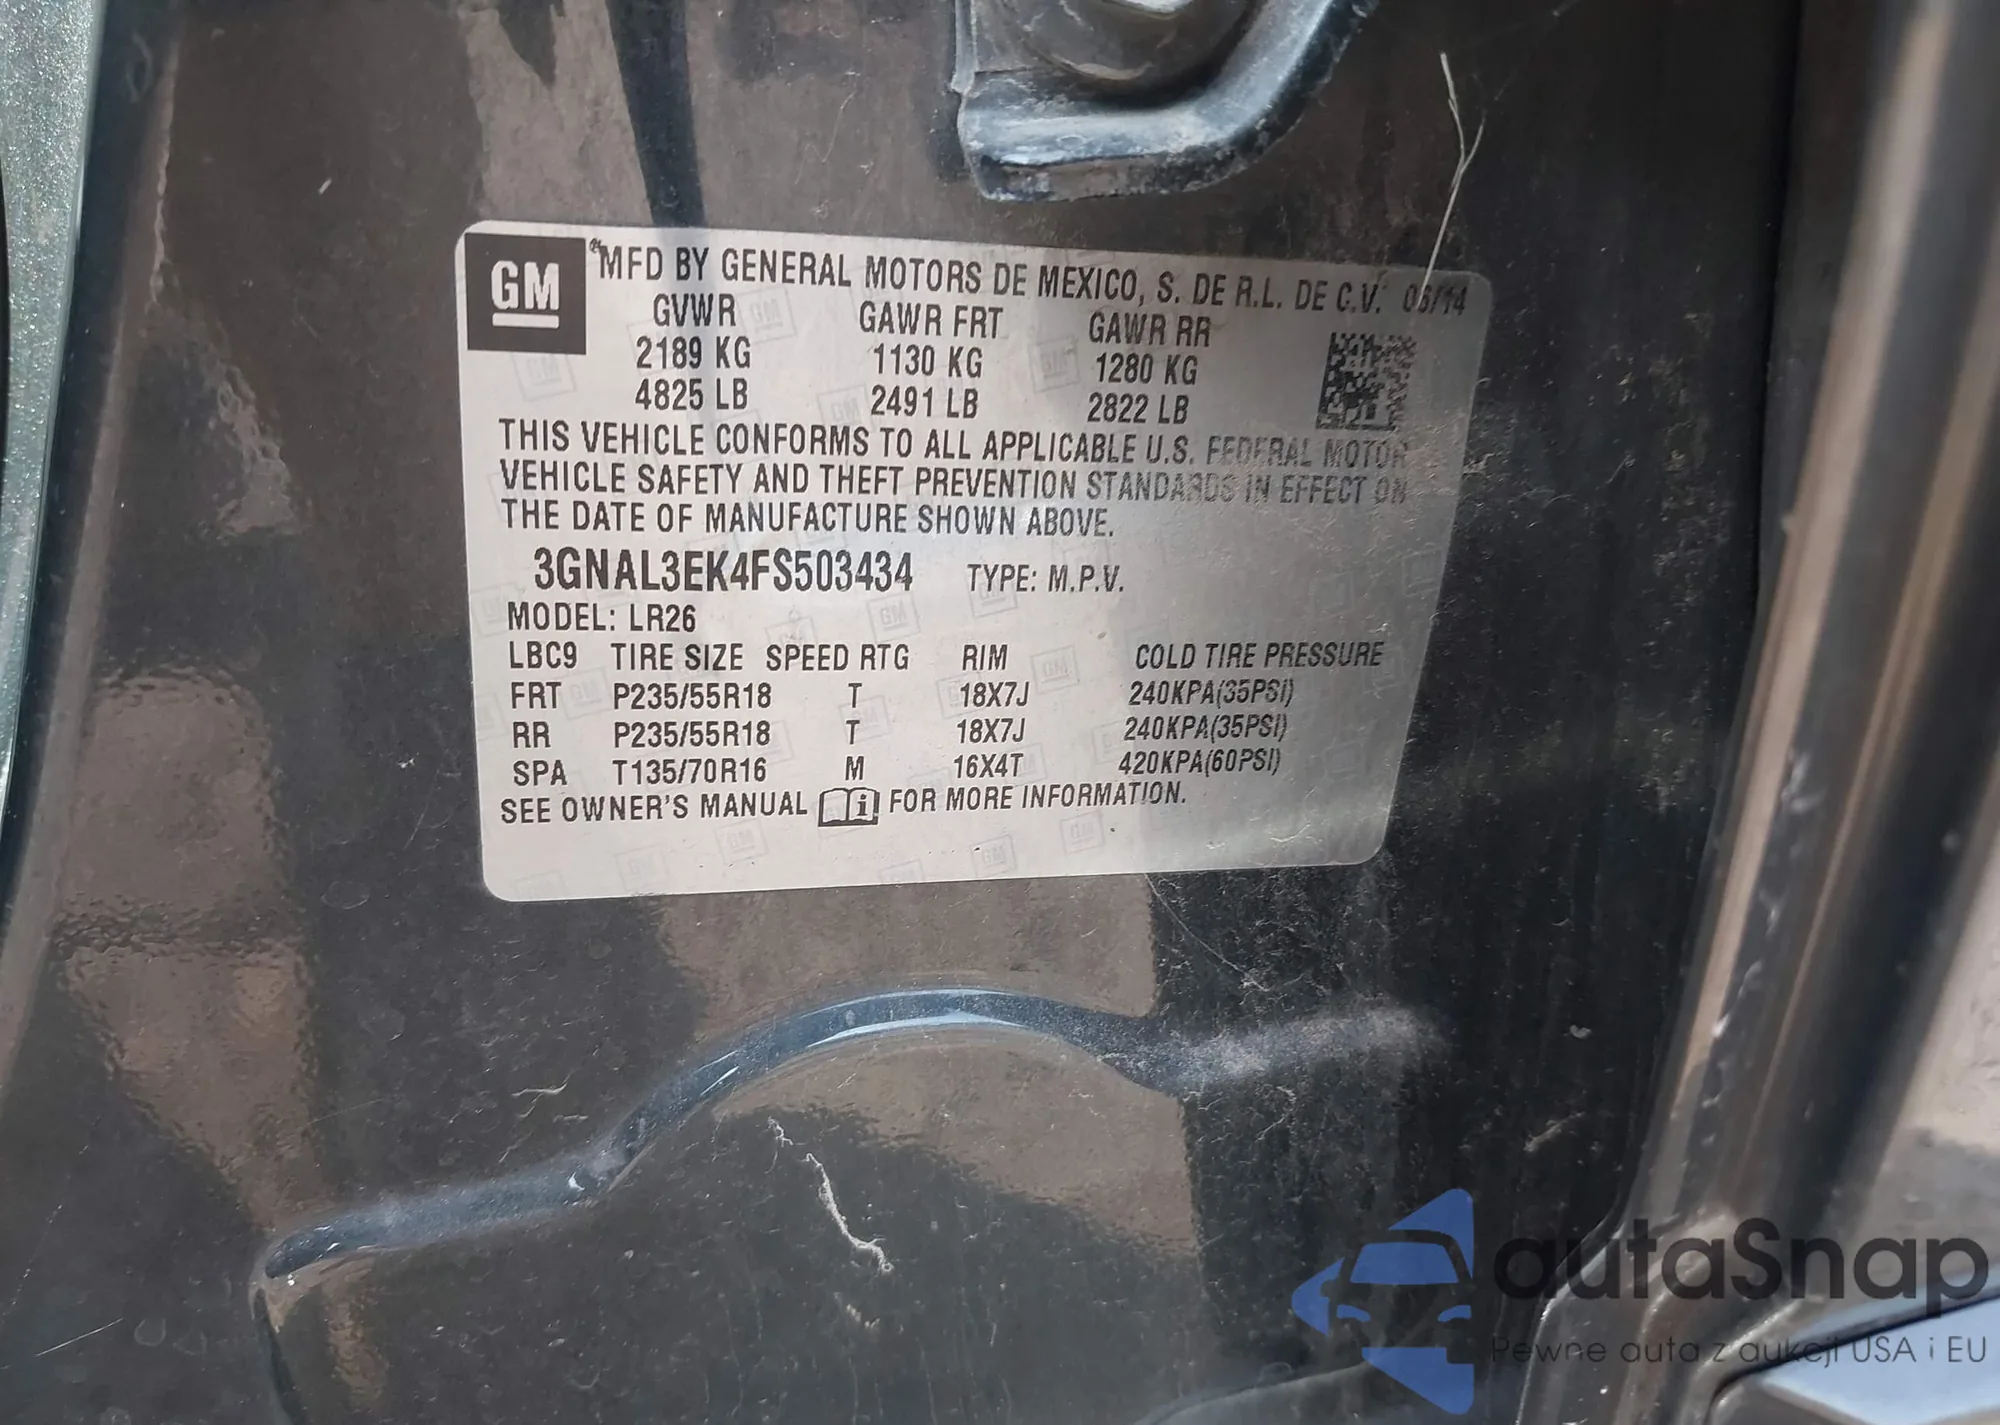 GM
MFD BY GENERAL MOTORS DE MEXICO, S. DE R.L. DE C.V. 06/14
GVWR GAWR FRT GAWR RR
2189 KG 1130 KG 1280 KG
4825 LB 2491 LB 2822 LB
THIS VEHICLE CONFORMS TO ALL APPLICABLE U.S. FEDERAL MOTOR
VEHICLE SAFETY AND THEFT PREVENTION STANDARDS IN EFFECT ON
THE DATE OF MANUFACTURE SHOWN ABOVE.
3GNAL3EK4FS503434 TYPE: M.P.V.
MODEL: LR26
LBC9 TIRE SIZE SPEED RTG RIM COLD TIRE PRESSURE
FRT P235/55R18 T 18X7J 240KPA(35PSI)
RR P235/55R18 T 18X7J 240KPA(35PSI)
SPA T135/70R16 M 16X4T 420KPA(60PSI)
SEE OWNER'S MANUAL i FOR MORE INFORMATION.
autaSnap
Pewne auta z aukcji USA i EU